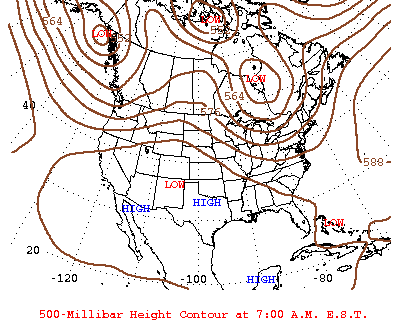 LOW
564
LOW
40
LOW
564
576
588
LOW
HIGH
HIGH
LOW
20
-120
-100
HIGH
-80
500-Millibar Height Contour at 7:00 A.M. E.S.T.